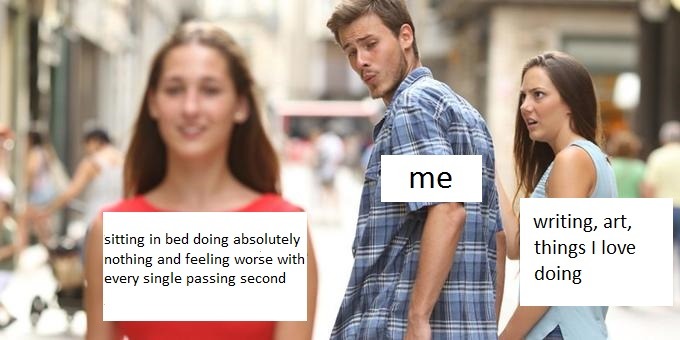 sitting in bed doing absolutely
nothing and feeling worse with
every single passing second
me
writing, art,
things I love
doing